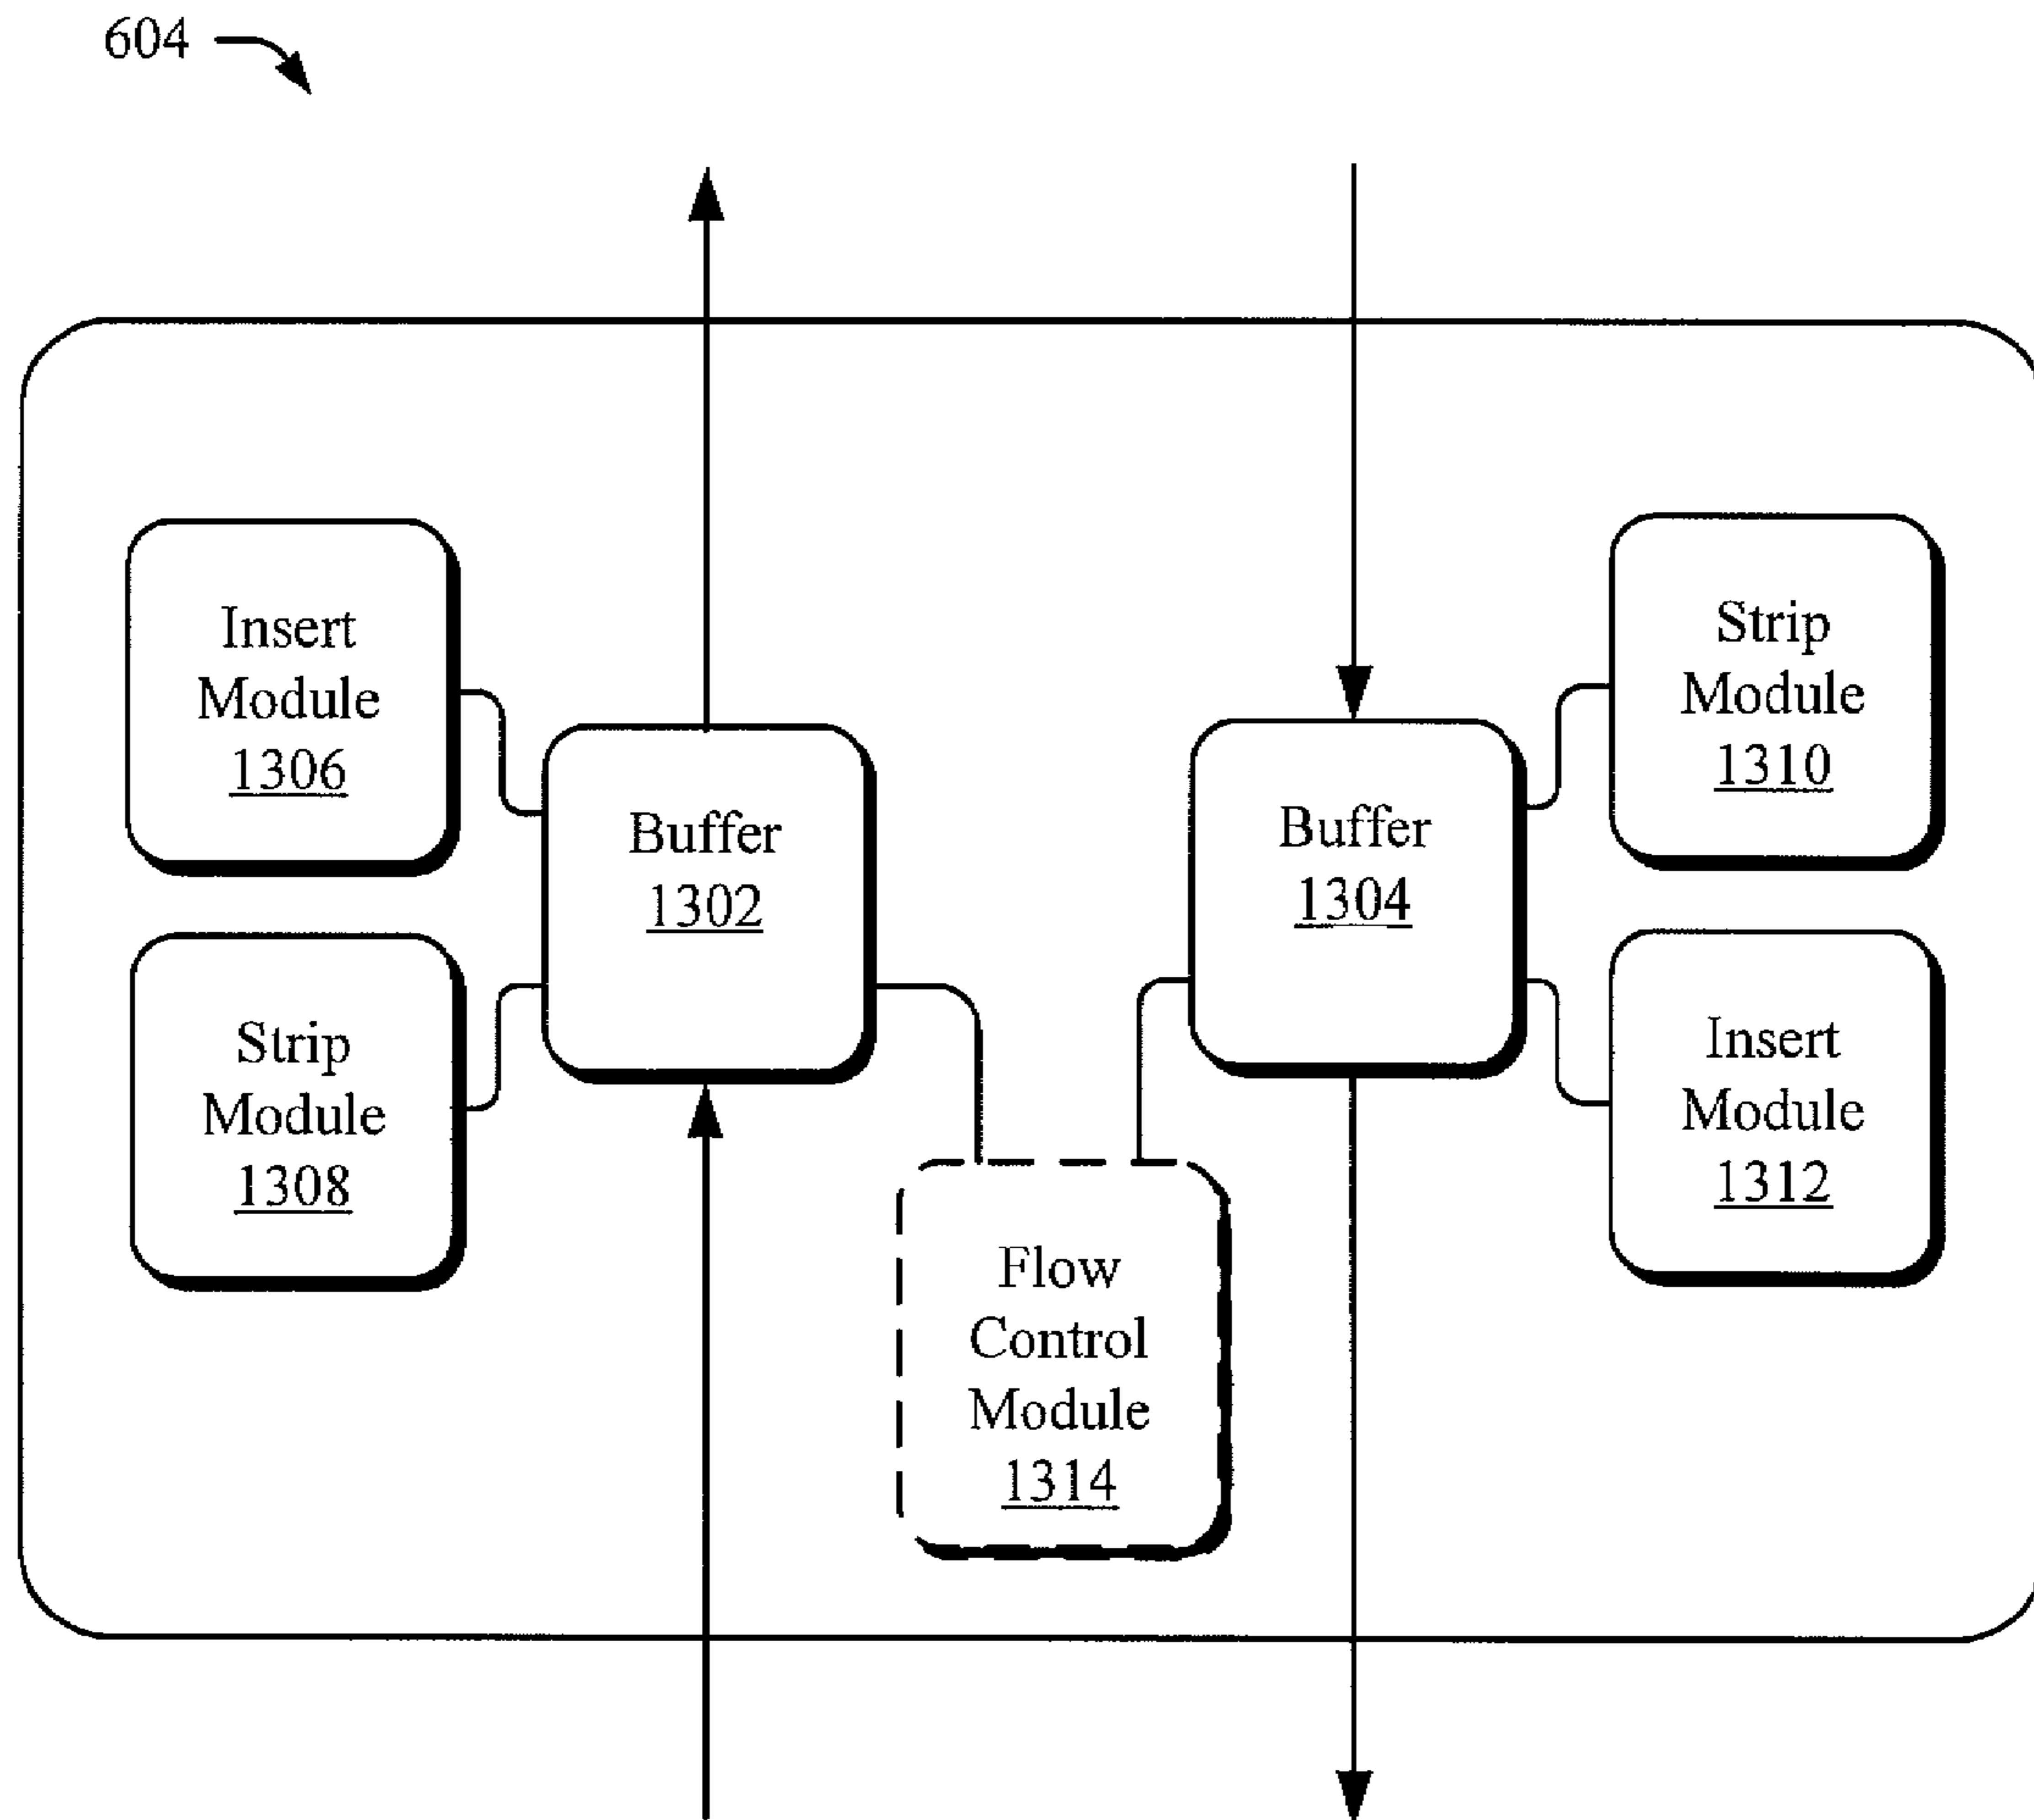 604
Insert
Module
1306
Strip
Module
1308
Buffer
1302
Buffer
1304
Strip
Module
1310
Insert
Module
1312
Flow
Control
Module
1314